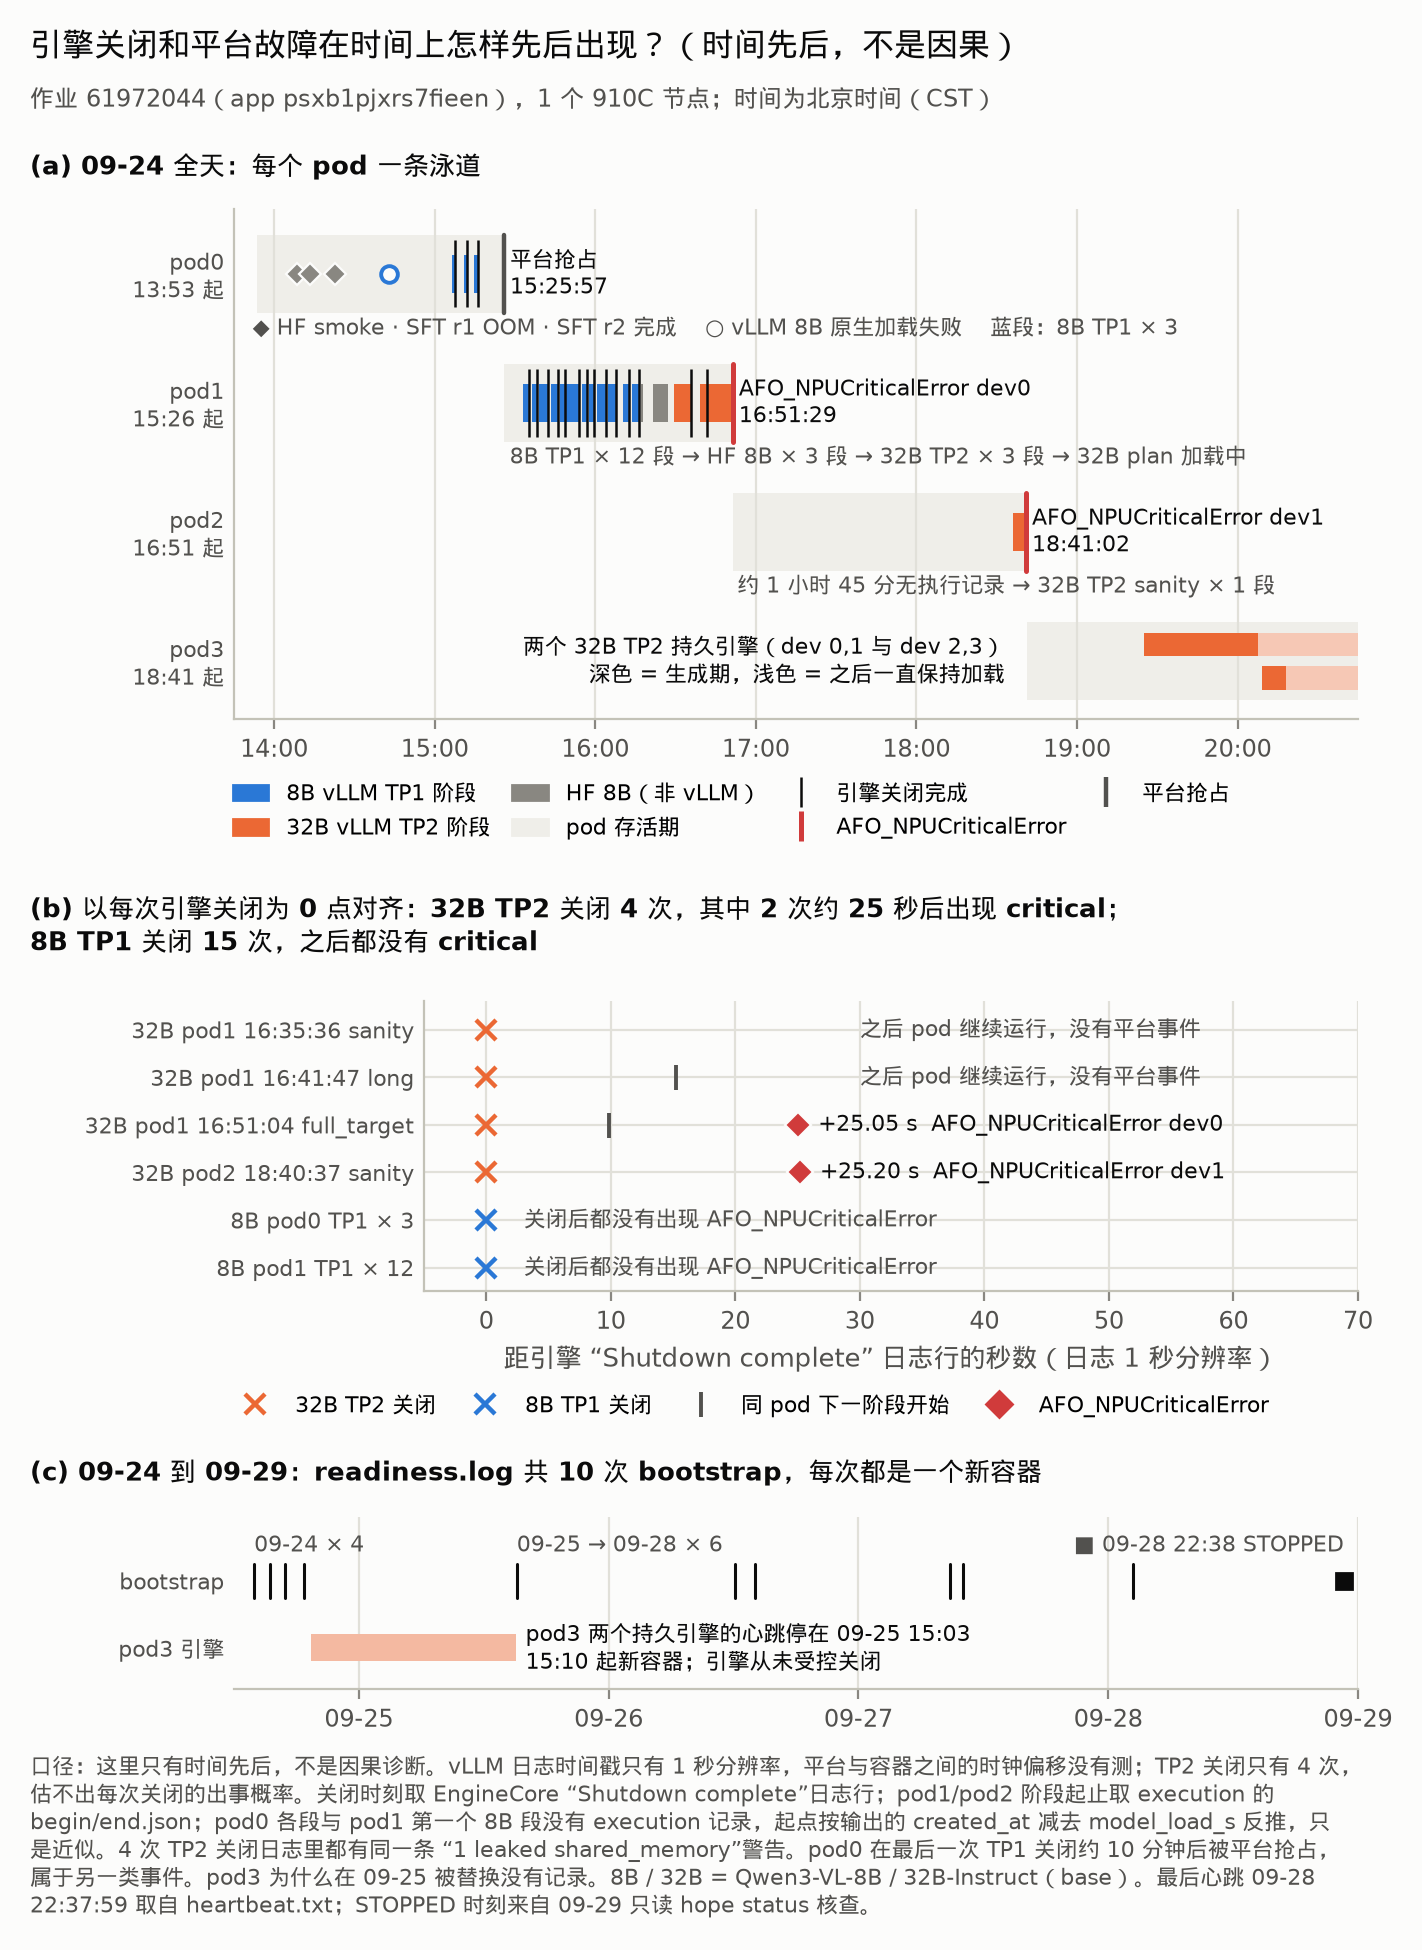 引擎关闭和平台故障在时间上怎样先后出现？（时间先后，不是因果）
作业 61972044（app psxb1pjxrs7fieen），1 个 910C 节点；时间为北京时间（CST）
(a) 09-24 全天：每个 pod 一条泳道
pod0
13:53 起
平台抢占
15:25:57
◆ HF smoke · SFT r1 OOM · SFT r2 完成 ○ vLLM 8B 原生加载失败 蓝段：8B TP1 × 3
pod1
15:26 起
AFO_NPUCriticalError dev0
16:51:29
8B TP1 × 12 段 → HF 8B × 3 段 → 32B TP2 × 3 段 → 32B plan 加载中
pod2
16:51 起
AFO_NPUCriticalError dev1
18:41:02
约 1 小时 45 分无执行记录 → 32B TP2 sanity × 1 段
pod3
18:41 起
两个 32B TP2 持久引擎（dev 0,1 与 dev 2,3）
深色 = 生成期，浅色 = 之后一直保持加载
14:00 15:00 16:00 17:00 18:00 19:00 20:00
8B vLLM TP1 阶段 HF 8B（非 vLLM） 引擎关闭完成 平台抢占
32B vLLM TP2 阶段 pod 存活期 AFO_NPUCriticalError
(b) 以每次引擎关闭为 0 点对齐：32B TP2 关闭 4 次，其中 2 次约 25 秒后出现 critical；
8B TP1 关闭 15 次，之后都没有 critical
32B pod1 16:35:36 sanity 之后 pod 继续运行，没有平台事件
32B pod1 16:41:47 long 之后 pod 继续运行，没有平台事件
32B pod1 16:51:04 full_target +25.05 s AFO_NPUCriticalError dev0
32B pod2 18:40:37 sanity +25.20 s AFO_NPUCriticalError dev1
8B pod0 TP1 × 3 关闭后都没有出现 AFO_NPUCriticalError
8B pod1 TP1 × 12 关闭后都没有出现 AFO_NPUCriticalError
0 10 20 30 40 50 60 70
距引擎 “Shutdown complete” 日志行的秒数（日志 1 秒分辨率）
32B TP2 关闭 8B TP1 关闭 同 pod 下一阶段开始 AFO_NPUCriticalError
(c) 09-24 到 09-29：readiness.log 共 10 次 bootstrap，每次都是一个新容器
09-24 × 4 09-25 → 09-28 × 6 ■ 09-28 22:38 STOPPED
bootstrap
pod3 引擎
pod3 两个持久引擎的心跳停在 09-25 15:03
15:10 起新容器；引擎从未受控关闭
09-25 09-26 09-27 09-28 09-29
口径：这里只有时间先后，不是因果诊断。vLLM 日志时间戳只有 1 秒分辨率，平台与容器之间的时钟偏移没有测；TP2 关闭只有 4 次，
估不出每次关闭的出事概率。关闭时刻取 EngineCore “Shutdown complete”日志行；pod1/pod2 阶段起止取 execution 的
begin/end.json；pod0 各段与 pod1 第一个 8B 段没有 execution 记录，起点按输出的 created_at 减去 model_load_s 反推，只
是近似。4 次 TP2 关闭日志里都有同一条 “1 leaked shared_memory”警告。pod0 在最后一次 TP1 关闭约 10 分钟后被平台抢占，
属于另一类事件。pod3 为什么在 09-25 被替换没有记录。8B / 32B = Qwen3-VL-8B / 32B-Instruct（base）。最后心跳 09-28
22:37:59 取自 heartbeat.txt；STOPPED 时刻来自 09-29 只读 hope status 核查。